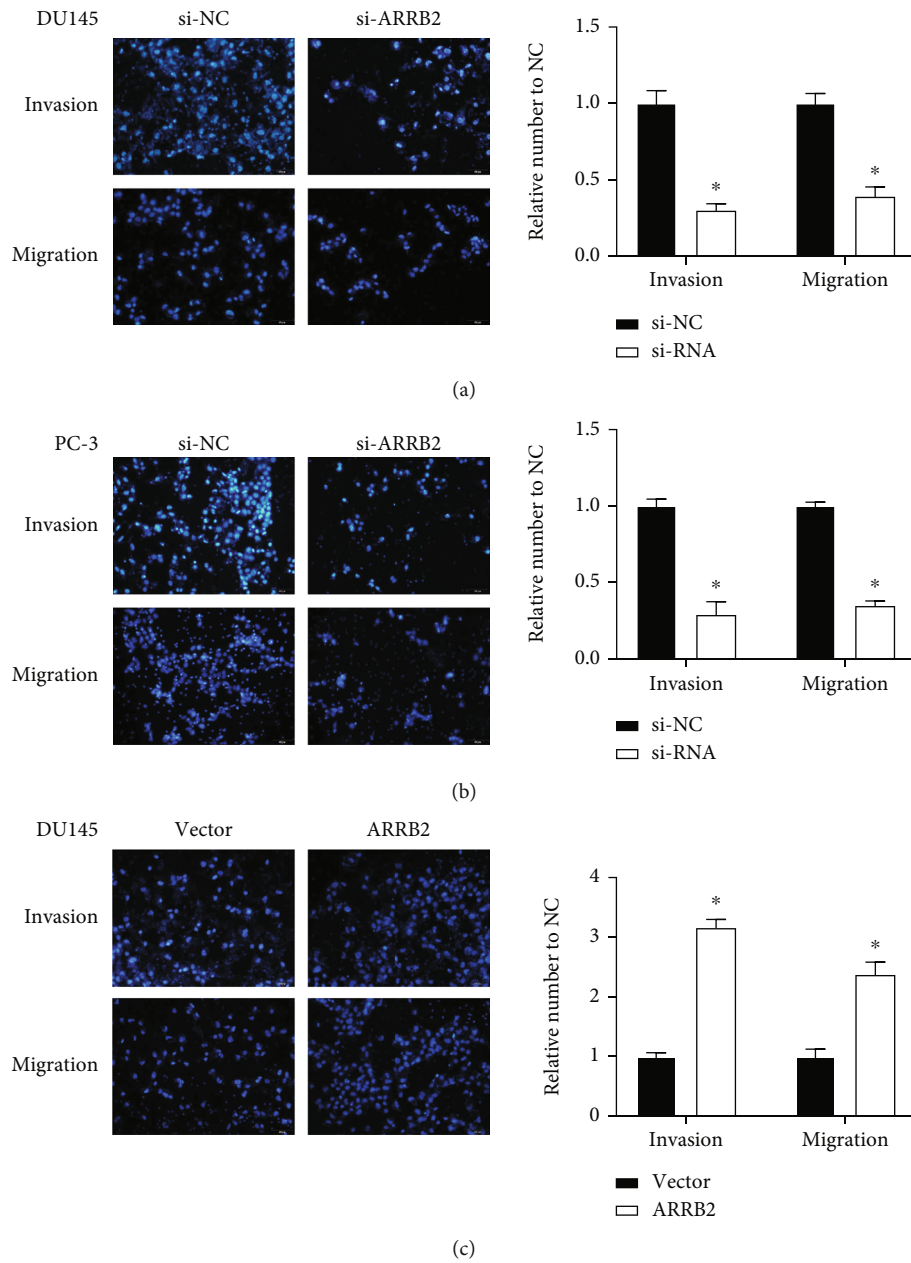 DU145
si-NC
si-ARRB2
Invasion
Migration
Relative number to NC
1.5
1.0
0.5
0.0
Invasion
Migration
*
*
si-NC
si-RNA
(a)
PC-3
si-NC
si-ARRB2
Invasion
Migration
Relative number to NC
1.5
1.0
0.5
0.0
Invasion
Migration
*
*
si-NC
si-RNA
(b)
DU145
Vector
ARRB2
Invasion
Migration
Relative number to NC
4
3
2
1
0
Invasion
Migration
*
*
Vector
ARRB2
(c)